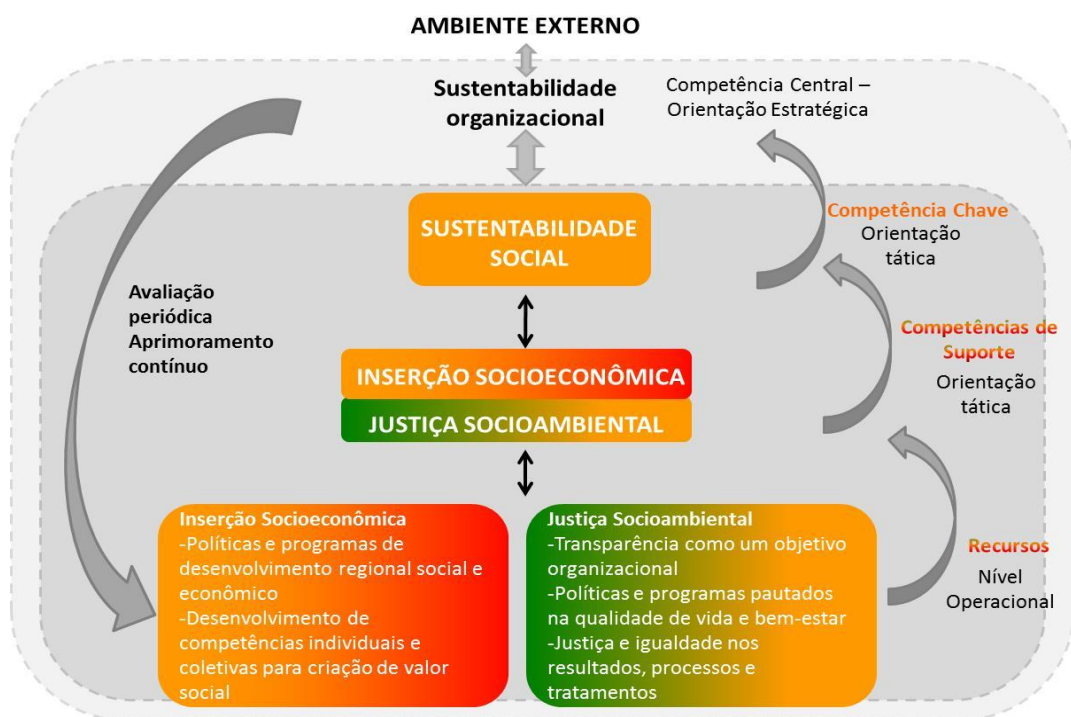 AMBIENTE EXTERNO
Sustentabilidade
organizacional
Competência Central –
Orientação Estratégica
SUSTENTABILIDADE
SOCIAL
Competência Chave
Orientação
tática
Avaliação
periódica
Aprimoramento
contínuo
Competências de
Suporte
Orientação
tática
INSERÇÃO SOCIOECONÔMICA
JUSTIÇA SOCIOAMBIENTAL
Inserção Socioeconômica
-Políticas e programas de
desenvolvimento regional social e
econômico
-Desenvolvimento de
competências individuais e
coletivas para criação de valor
social
Justiça Socioambiental
-Transparência como um objetivo
organizacional
-Políticas e programas pautados
na qualidade de vida e bem-estar
-Justiça e igualdade nos
resultados, processos e
tratamentos
Recursos
Nível
Operacional